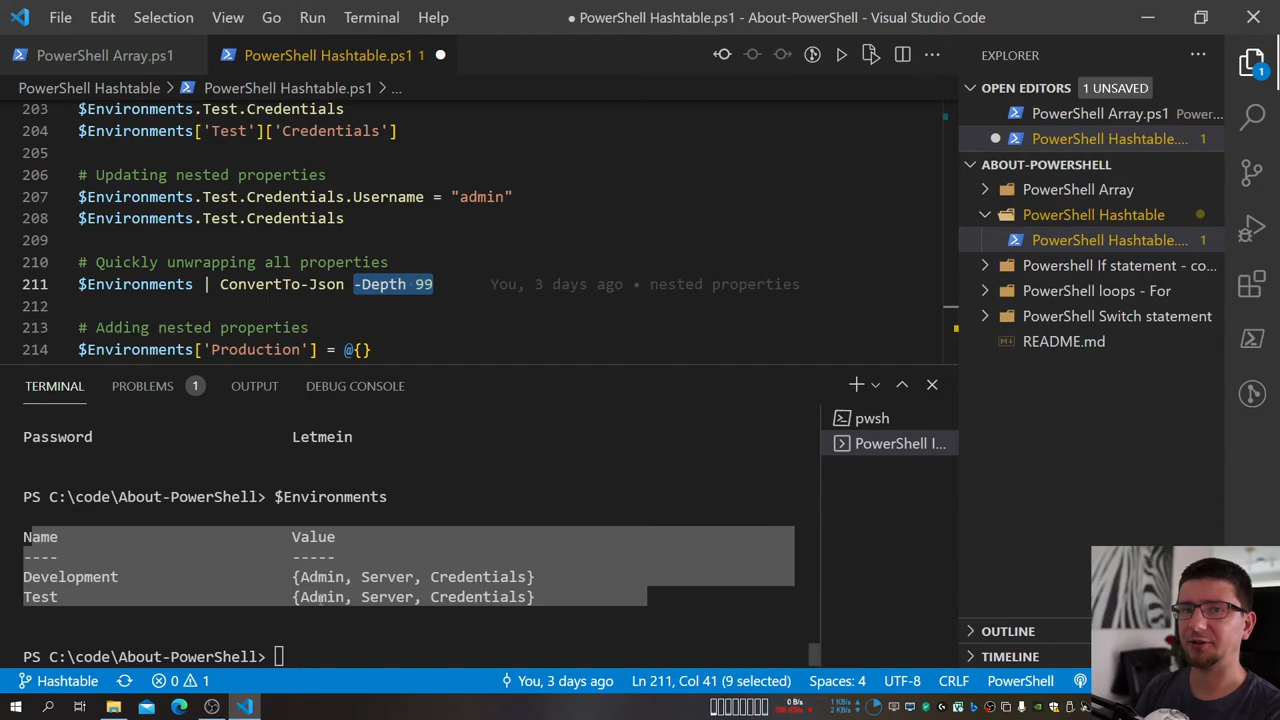 File Edit Selection View Go Run Terminal Help
● PowerShell Hashtable.ps1 - About-PowerShell - Visual Studio Code
PowerShell Array.ps1
PowerShell Hashtable.ps1 1
PowerShell Hashtable > PowerShell Hashtable.ps1 > ...
203 $Environments.Test.Credentials
204 $Environments['Test']['Credentials']
205
206 # Updating nested properties
207 $Environments.Test.Credentials.Username = "admin"
208 $Environments.Test.Credentials
209
210 # Quickly unwrapping all properties
211 $Environments | ConvertTo-Json -Depth 99 You, 3 days ago • nested properties
212
213 # Adding nested properties
214 $Environments['Production'] = @{}
TERMINAL PROBLEMS 1 OUTPUT DEBUG CONSOLE
Password Letmein
PS C:\code\About-PowerShell> $Environments
Name Value
---- -----
Development {Admin, Server, Credentials}
Test {Admin, Server, Credentials}
PS C:\code\About-PowerShell>
pwsh
PowerShell I...
EXPLORER
OPEN EDITORS 1 UNSAVED
PowerShell Array.ps1 Power...
PowerShell Hashtable.... 1
ABOUT-POWERSHELL
PowerShell Array
PowerShell Hashtable
PowerShell Hashtable.... 1
Powershell If statement - co...
PowerShell loops - For
PowerShell Switch statement
README.md
OUTLINE
TIMELINE
1
Hashtable 0 1 You, 3 days ago Ln 211, Col 41 (9 selected) Spaces: 4 UTF-8 CRLF PowerShell
0 B/s